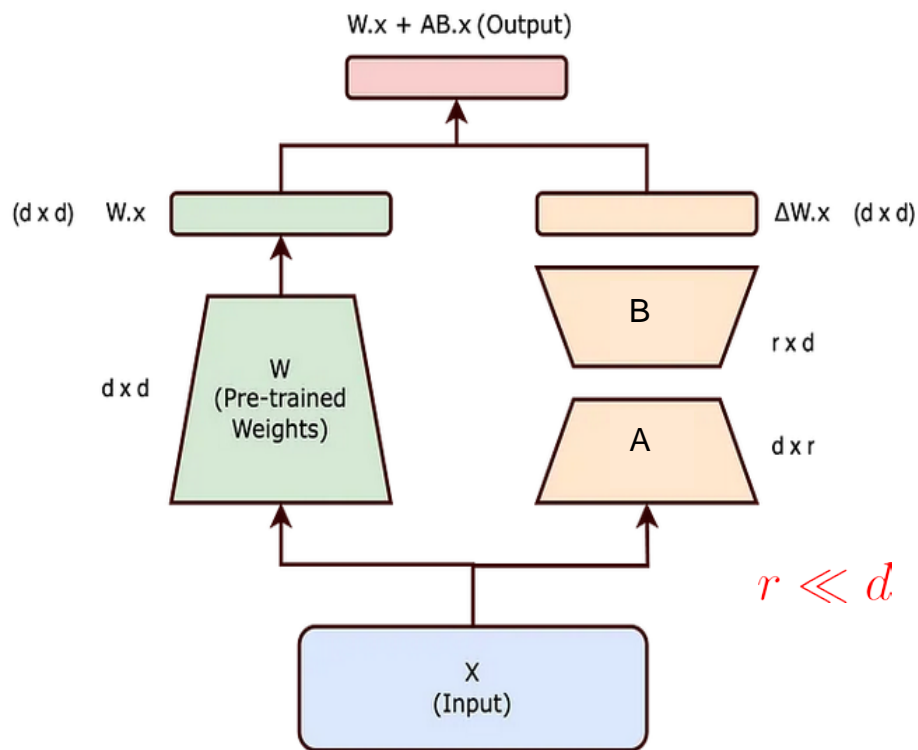 W.x + AB.x (Output)
(d x d) W.x
ΔW.x (d x d)
B
r x d
d x d
W
(Pre-trained
Weights)
A
d x r
r ≪ d
X
(Input)